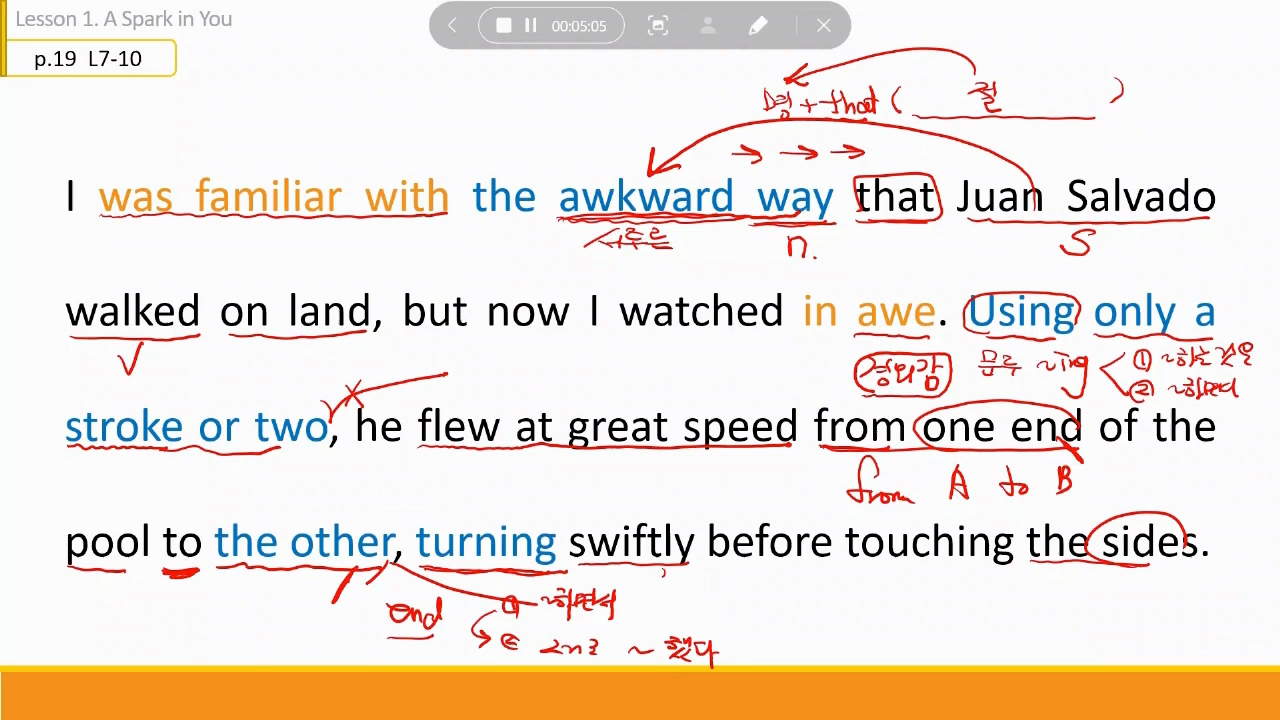 Lesson 1. A Spark in You
00:05:05
p.19 L7-10
명 + that ( 절 )
I was familiar with the awkward way that Juan Salvado
서투른 n. S
walked on land, but now I watched in awe. Using only a
경외감 문두 ~ing ① ~하는 것은
② ~하면서
stroke or two, he flew at great speed from one end of the
from A to B
pool to the other, turning swiftly before touching the sides.
end ① ~하면서
② 그리고 ~했다